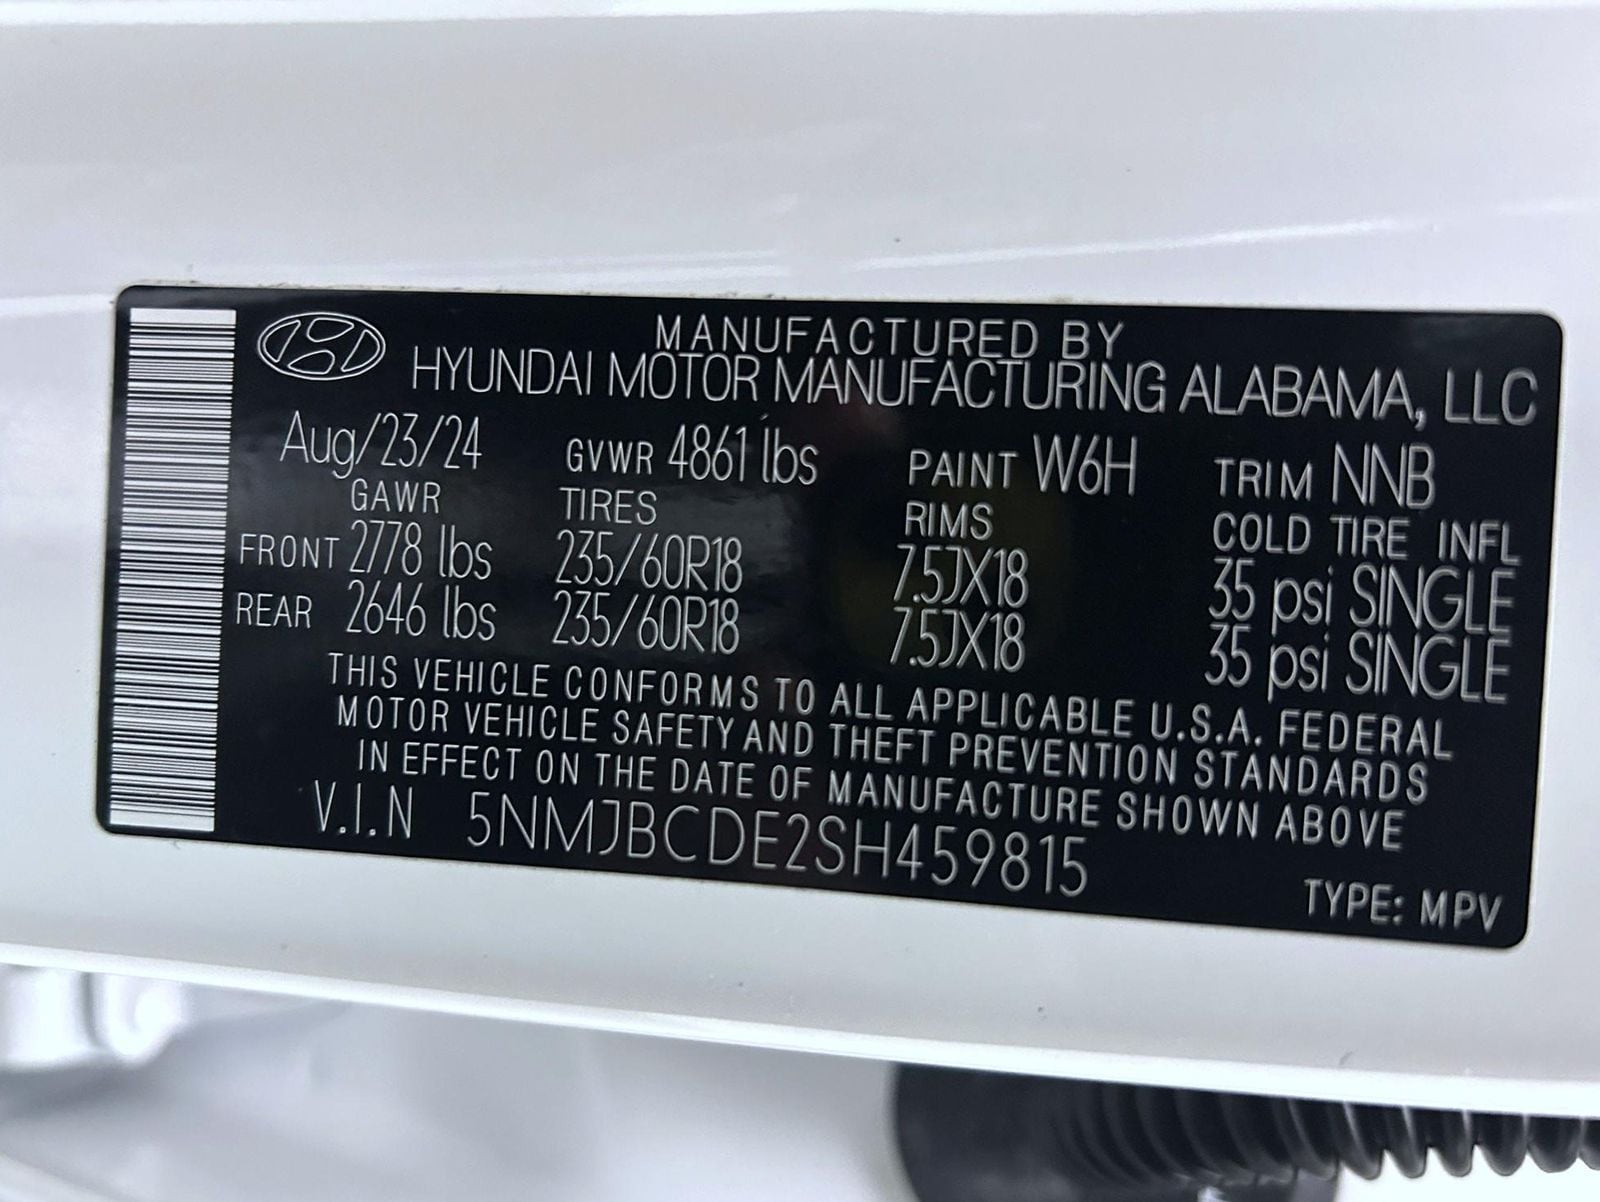 MANUFACTURED BY
HYUNDAI MOTOR MANUFACTURING ALABAMA, LLC
Aug/23/24 GVWR 4861 lbs PAINT W6H TRIM NNB
GAWR TIRES RIMS COLD TIRE INFL
FRONT 2778 lbs 235/60R18 7.5JX18 35 psi SINGLE
REAR 2646 lbs 235/60R18 7.5JX18 35 psi SINGLE
THIS VEHICLE CONFORMS TO ALL APPLICABLE U.S.A. FEDERAL
MOTOR VEHICLE SAFETY AND THEFT PREVENTION STANDARDS
IN EFFECT ON THE DATE OF MANUFACTURE SHOWN ABOVE
V.I.N 5NMJBCDE2SH459815
TYPE: MPV